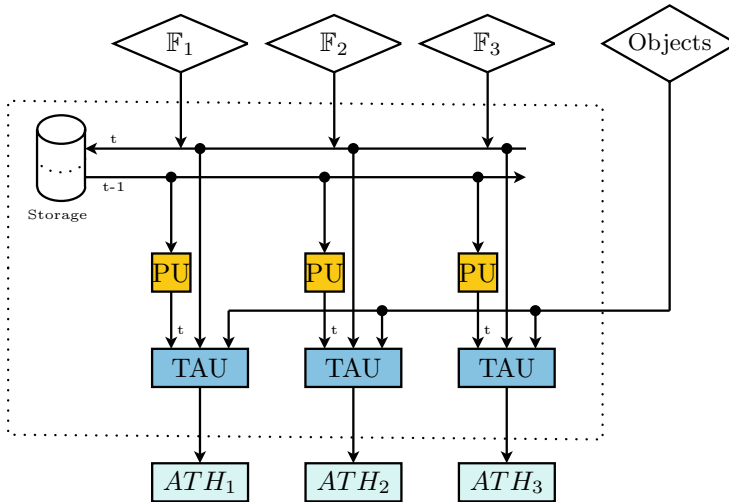 𝔽₁ 𝔽₂ 𝔽₃ Objects
t
t-1
Storage
PU PU PU
t t t
TAU TAU TAU
ATH₁ ATH₂ ATH₃